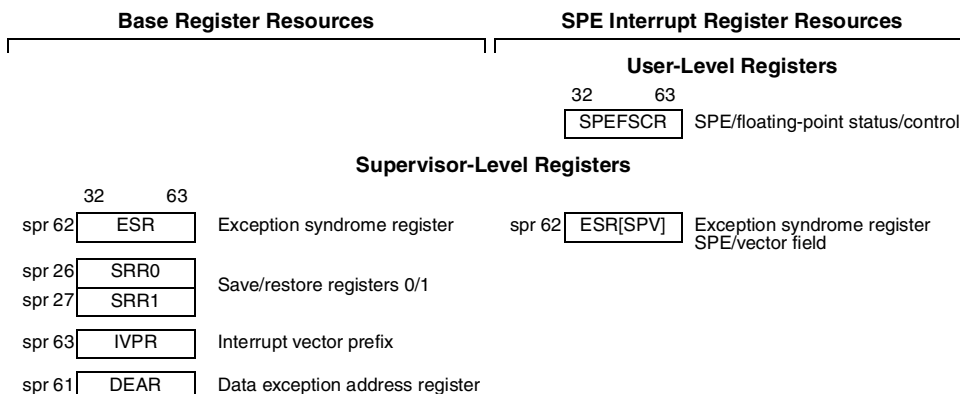 Base Register Resources SPE Interrupt Register Resources
User-Level Registers
32 63
SPEFSCR SPE/floating-point status/control
Supervisor-Level Registers
32 63
spr 62 ESR Exception syndrome register spr 62 ESR[SPV] Exception syndrome register
SPE/vector field
spr 26 SRR0
Save/restore registers 0/1
spr 27 SRR1
spr 63 IVPR Interrupt vector prefix
spr 61 DEAR Data exception address register